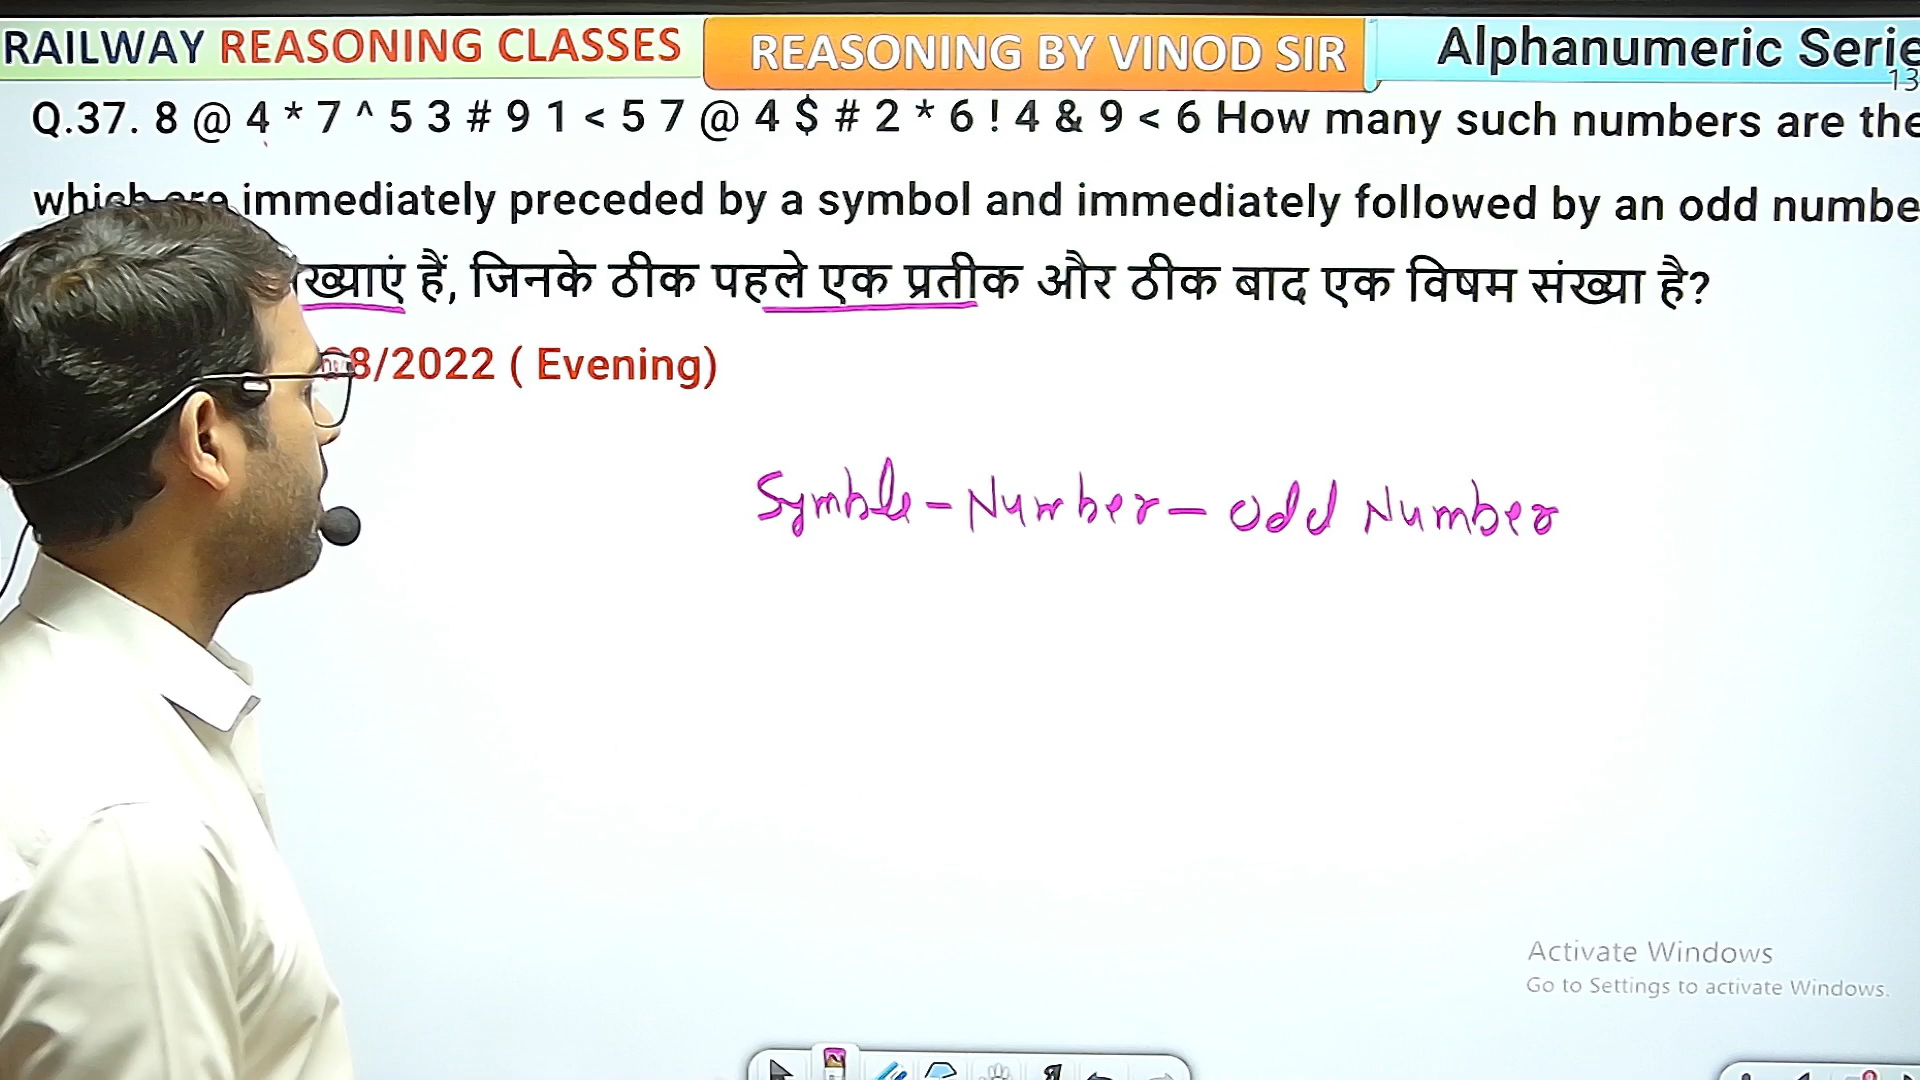 RAILWAY REASONING CLASSES REASONING BY VINOD SIR Alphanumeric Serie
13
Q.37. 8 @ 4 * 7 ^ 5 3 # 9 1 < 5 7 @ 4 $ # 2 * 6 ! 4 & 9 < 6 How many such numbers are the
which are immediately preceded by a symbol and immediately followed by an odd numbe
ख्याएं हैं, जिनके ठीक पहले एक प्रतीक और ठीक बाद एक विषम संख्या है?
8/2022 ( Evening)
Symble - Number - odd Number
Activate Windows
Go to Settings to activate Windows.